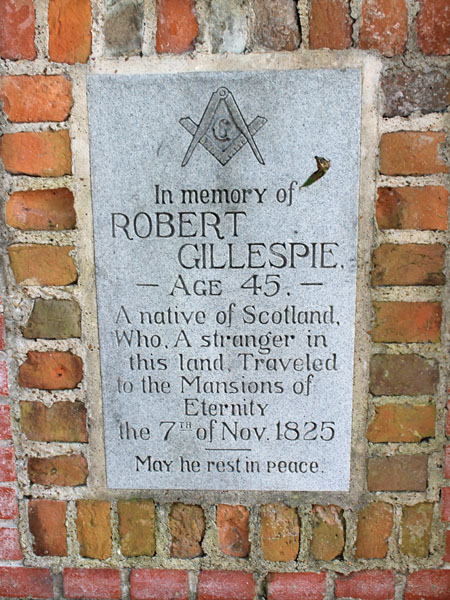 G
In memory of
ROBERT
GILLESPIE.
— AGE 45. —
A native of Scotland,
Who, A stranger in
this land, Traveled
to the Mansions of
Eternity
the 7TH of Nov. 1825
May he rest in peace.